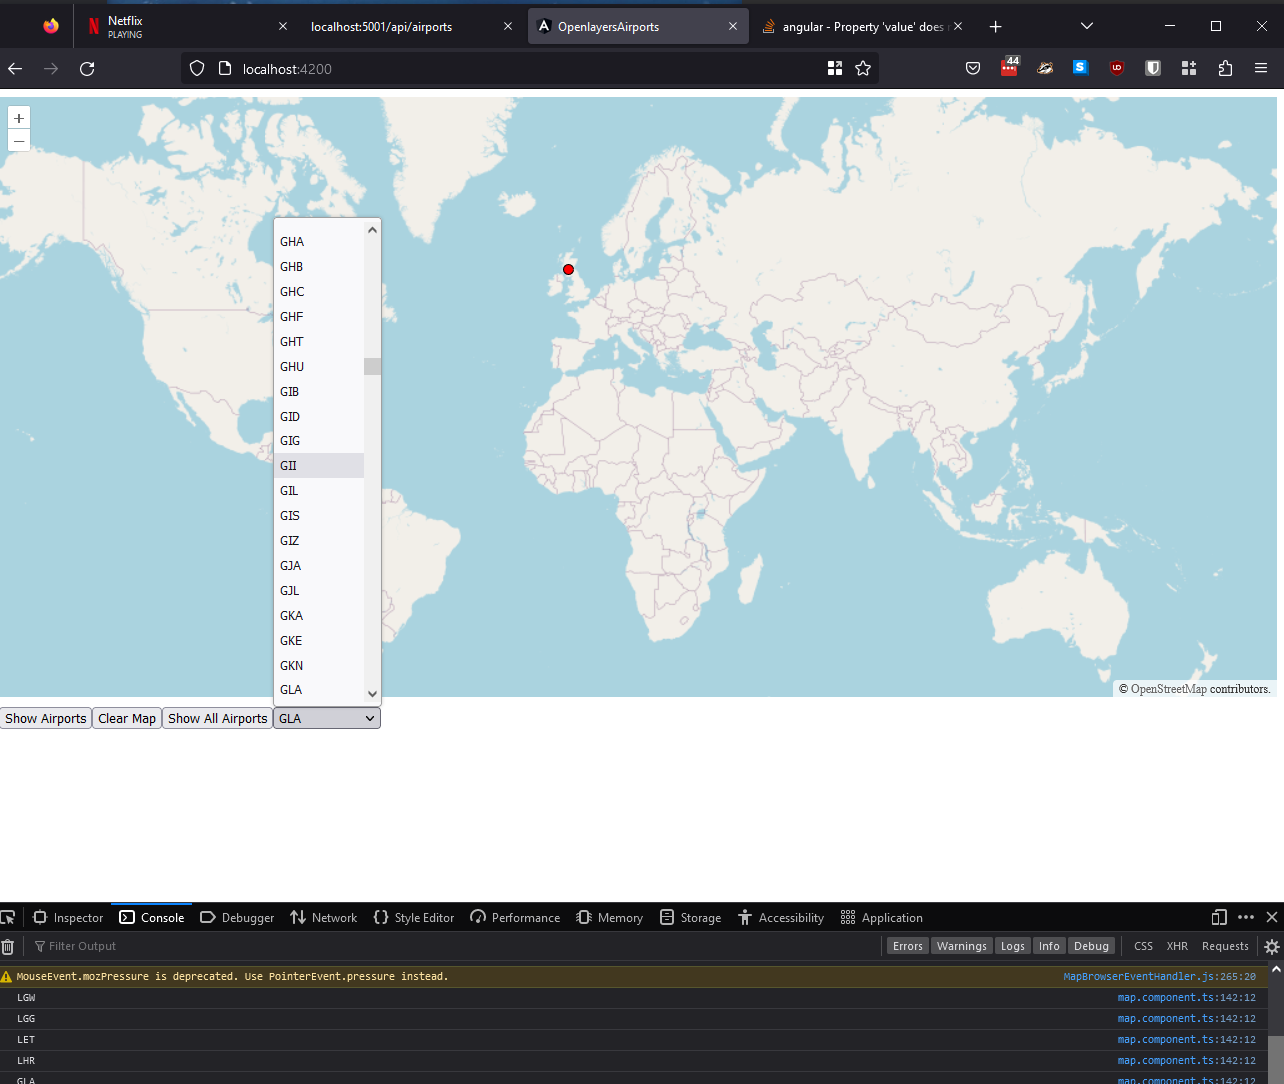 Netflix
PLAYING
localhost:5001/api/airports
OpenlayersAirports
angular - Property 'value' does
localhost:4200
44
S
+
–
GHA
GHB
GHC
GHF
GHT
GHU
GIB
GID
GIG
GII
GIL
GIS
GIZ
GJA
GJL
GKA
GKE
GKN
GLA
© OpenStreetMap contributors.
Show Airports Clear Map Show All Airports GLA
Inspector Console Debugger Network Style Editor Performance Memory Storage Accessibility Application
Filter Output Errors Warnings Logs Info Debug CSS XHR Requests
MouseEvent.mozPressure is deprecated. Use PointerEvent.pressure instead. MapBrowserEventHandler.js:265:20
LGW map.component.ts:142:12
LGG map.component.ts:142:12
LET map.component.ts:142:12
LHR map.component.ts:142:12
GLA map.component.ts:142:12